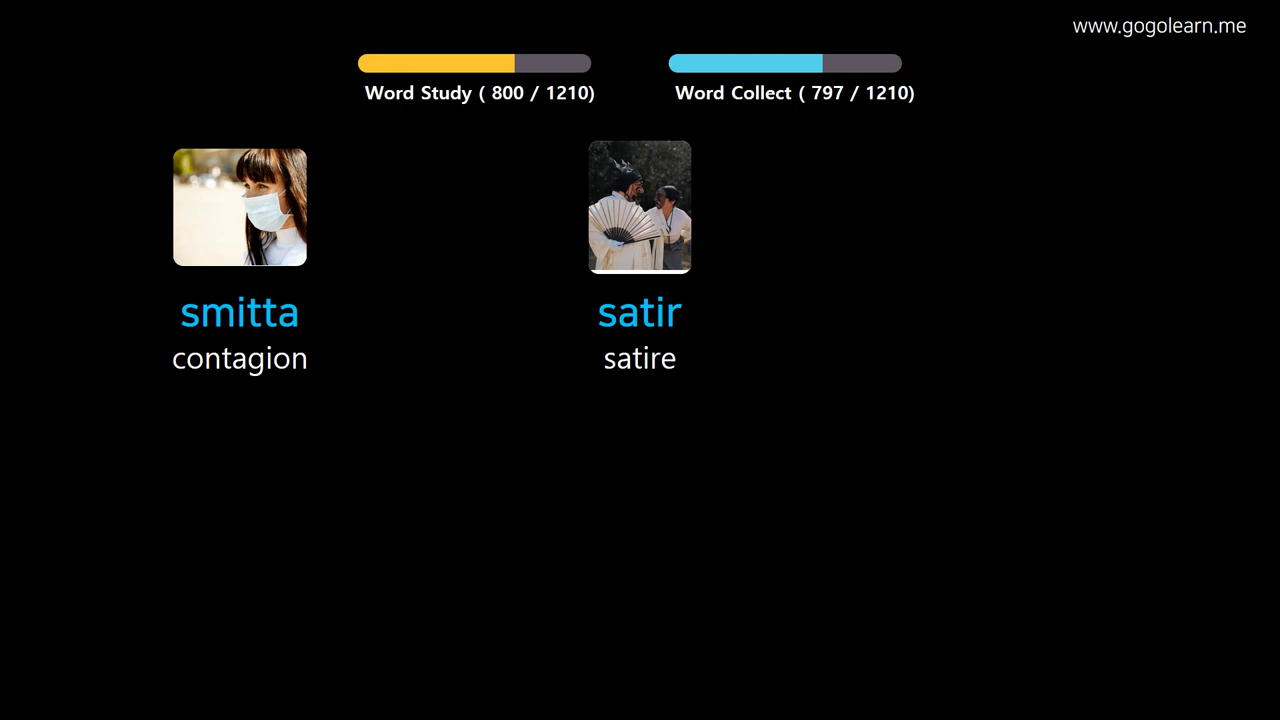 www.gogolearn.me
Word Study ( 800 / 1210)
Word Collect ( 797 / 1210)
smitta
contagion
satir
satire